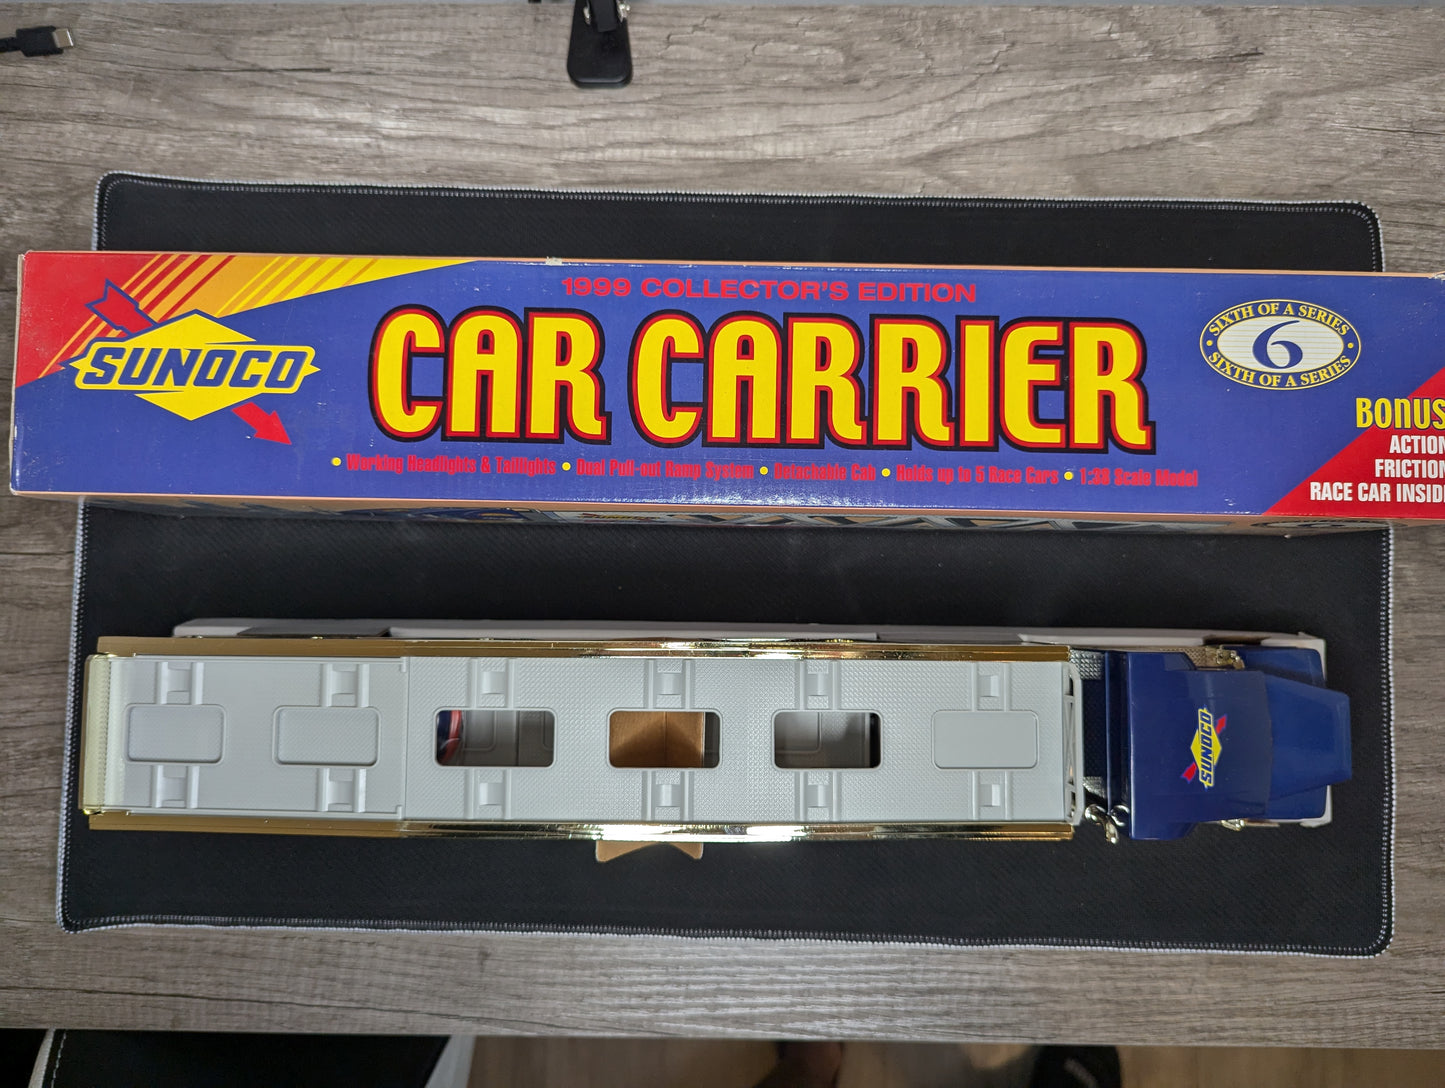 1999 COLLECTOR'S EDITION
SUNOCO
CAR CARRIER
SIXTH OF A SERIES
6
SIXTH OF A SERIES
• Working Headlights & Taillights • Dual Pull-out Ramp System • Detachable Cab • Holds up to 5 Race Cars • 1:38 Scale Model
BONUS
ACTION
FRICTION
RACE CAR INSID
SUNOCO